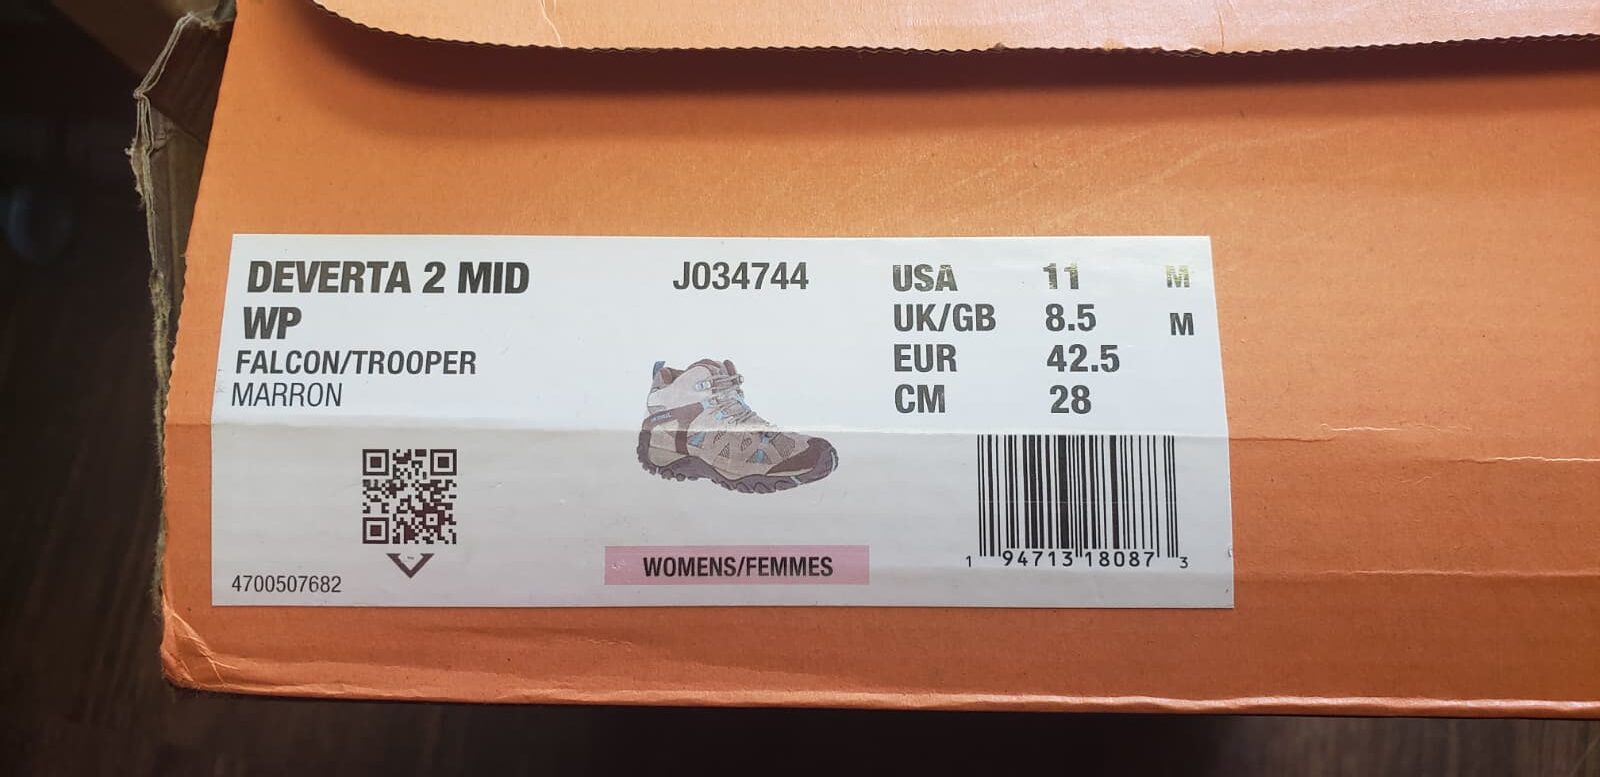 DEVERTA 2 MID
WP
FALCON/TROOPER
MARRON
4700507682
J034744
WOMENS/FEMMES
USA 11 M
UK/GB 8.5 M
EUR 42.5
CM 28
1 94713 18087 3